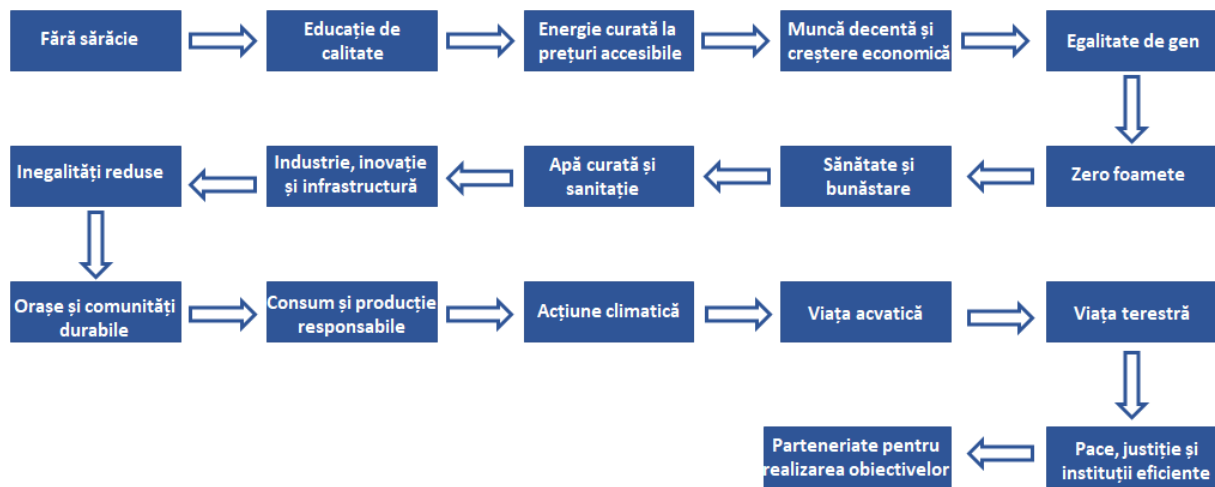 Fără sărăcie
Educație de
calitate
Energie curată la
prețuri accesibile
Muncă decentă și
creștere economică
Egalitate de gen
Zero foamete
Sănătate și
bunăstare
Apă curată și
sanitație
Industrie, inovație
și infrastructură
Inegalități reduse
Orașe și comunități
durabile
Consum și producție
responsabile
Acțiune climatică
Viața acvatică
Viața terestră
Pace, justiție și
instituții eficiente
Parteneriate pentru
realizarea obiectivelor